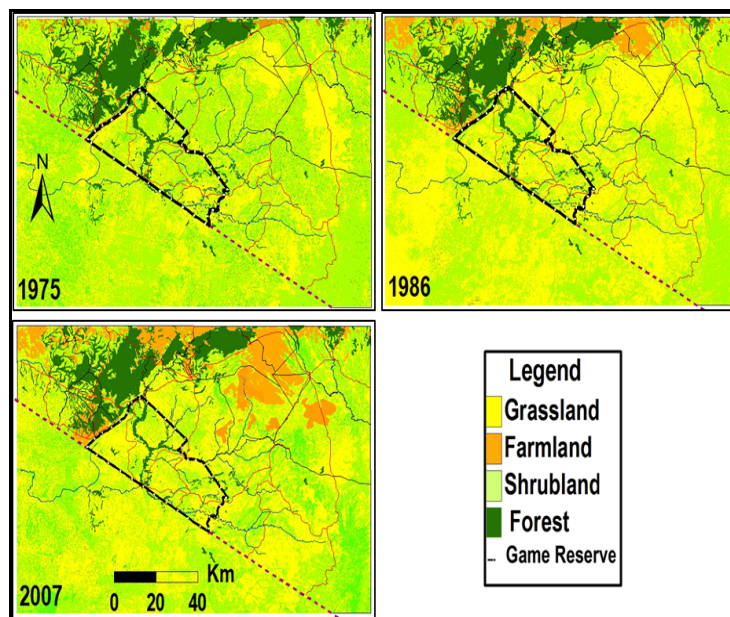 N
1975
1986
2007
Km
0 20 40
Legend
Grassland
Farmland
Shrubland
Forest
Game Reserve